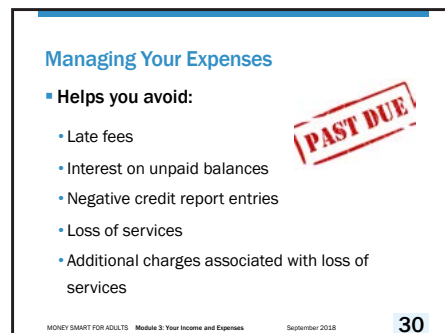 Managing Your Expenses
▪ Helps you avoid:
PAST DUE
• Late fees
• Interest on unpaid balances
• Negative credit report entries
• Loss of services
• Additional charges associated with loss of
services
MONEY SMART FOR ADULTS Module 3: Your Income and Expenses September 2018 30